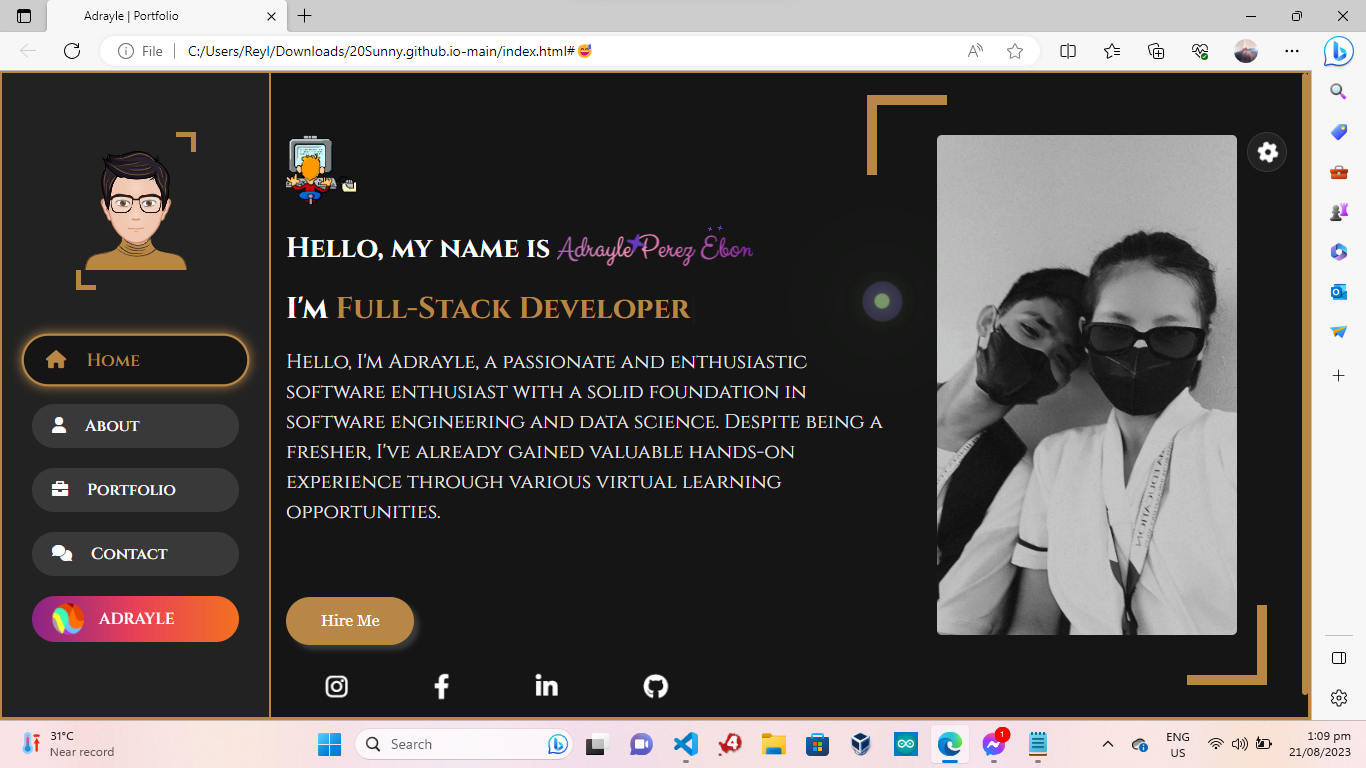 Adrayle | Portfolio
File
C:/Users/Reyl/Downloads/20Sunny.github.io-main/index.html#😅
Hello, my name is Adrayle Perez Ebon
I'm Full-Stack Developer
Hello, I'm Adrayle, a passionate and enthusiastic
software enthusiast with a solid foundation in
software engineering and data science. Despite being a
fresher, I've already gained valuable hands-on
experience through various virtual learning
opportunities.
Hire Me
Home
About
Portfolio
Contact
ADRAYLE
31°C
Near record
Search
1
ENG
US
1:09 pm
21/08/2023